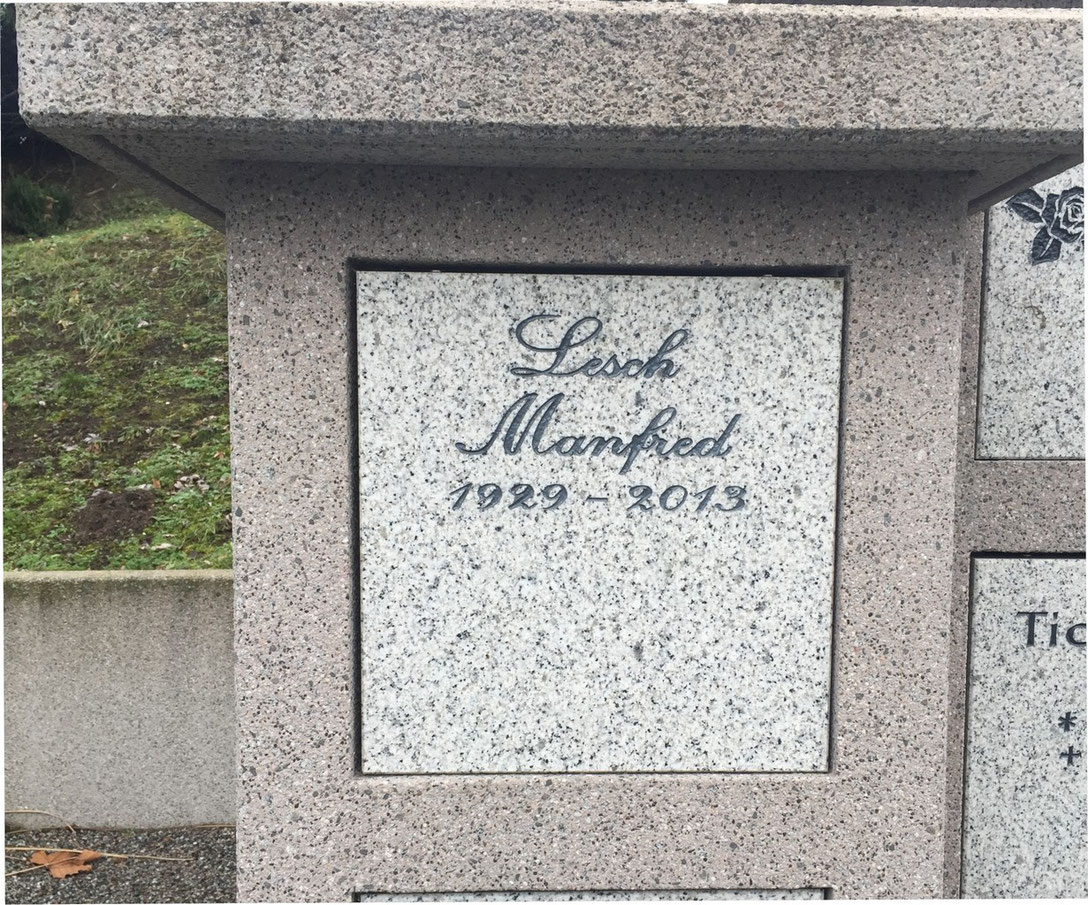 Lesch
Manfred
1929 - 2013
*
†